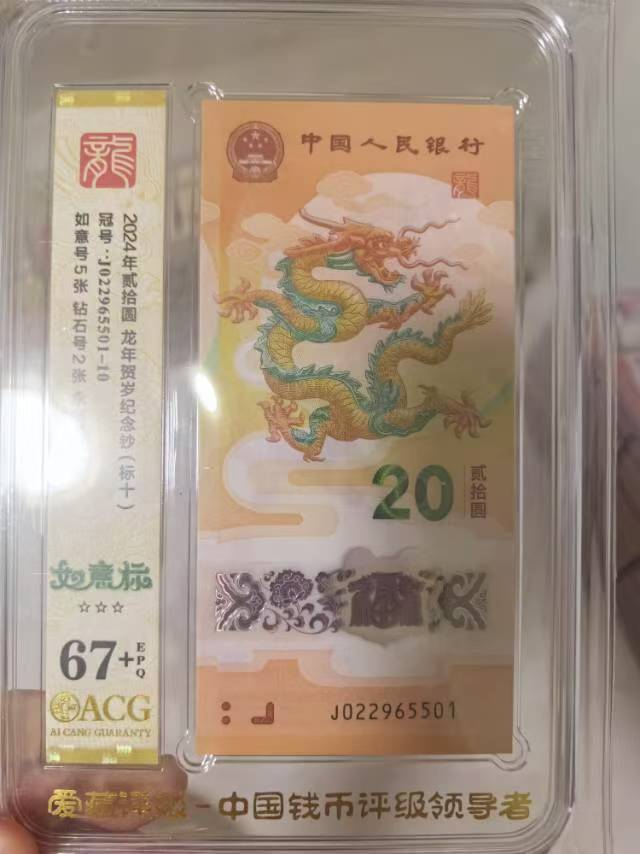 龍
2024年贰拾圆 龙年贺岁纪念钞(标十)
冠号:J022965501-10
如意号5张 钻石号2张
如意标
☆☆☆
67+
EPQ
ACG
AI CANG GUARANTY
中国人民银行
龍
20
贰拾圆
J022965501
爱藏评级-中国钱币评级领导者